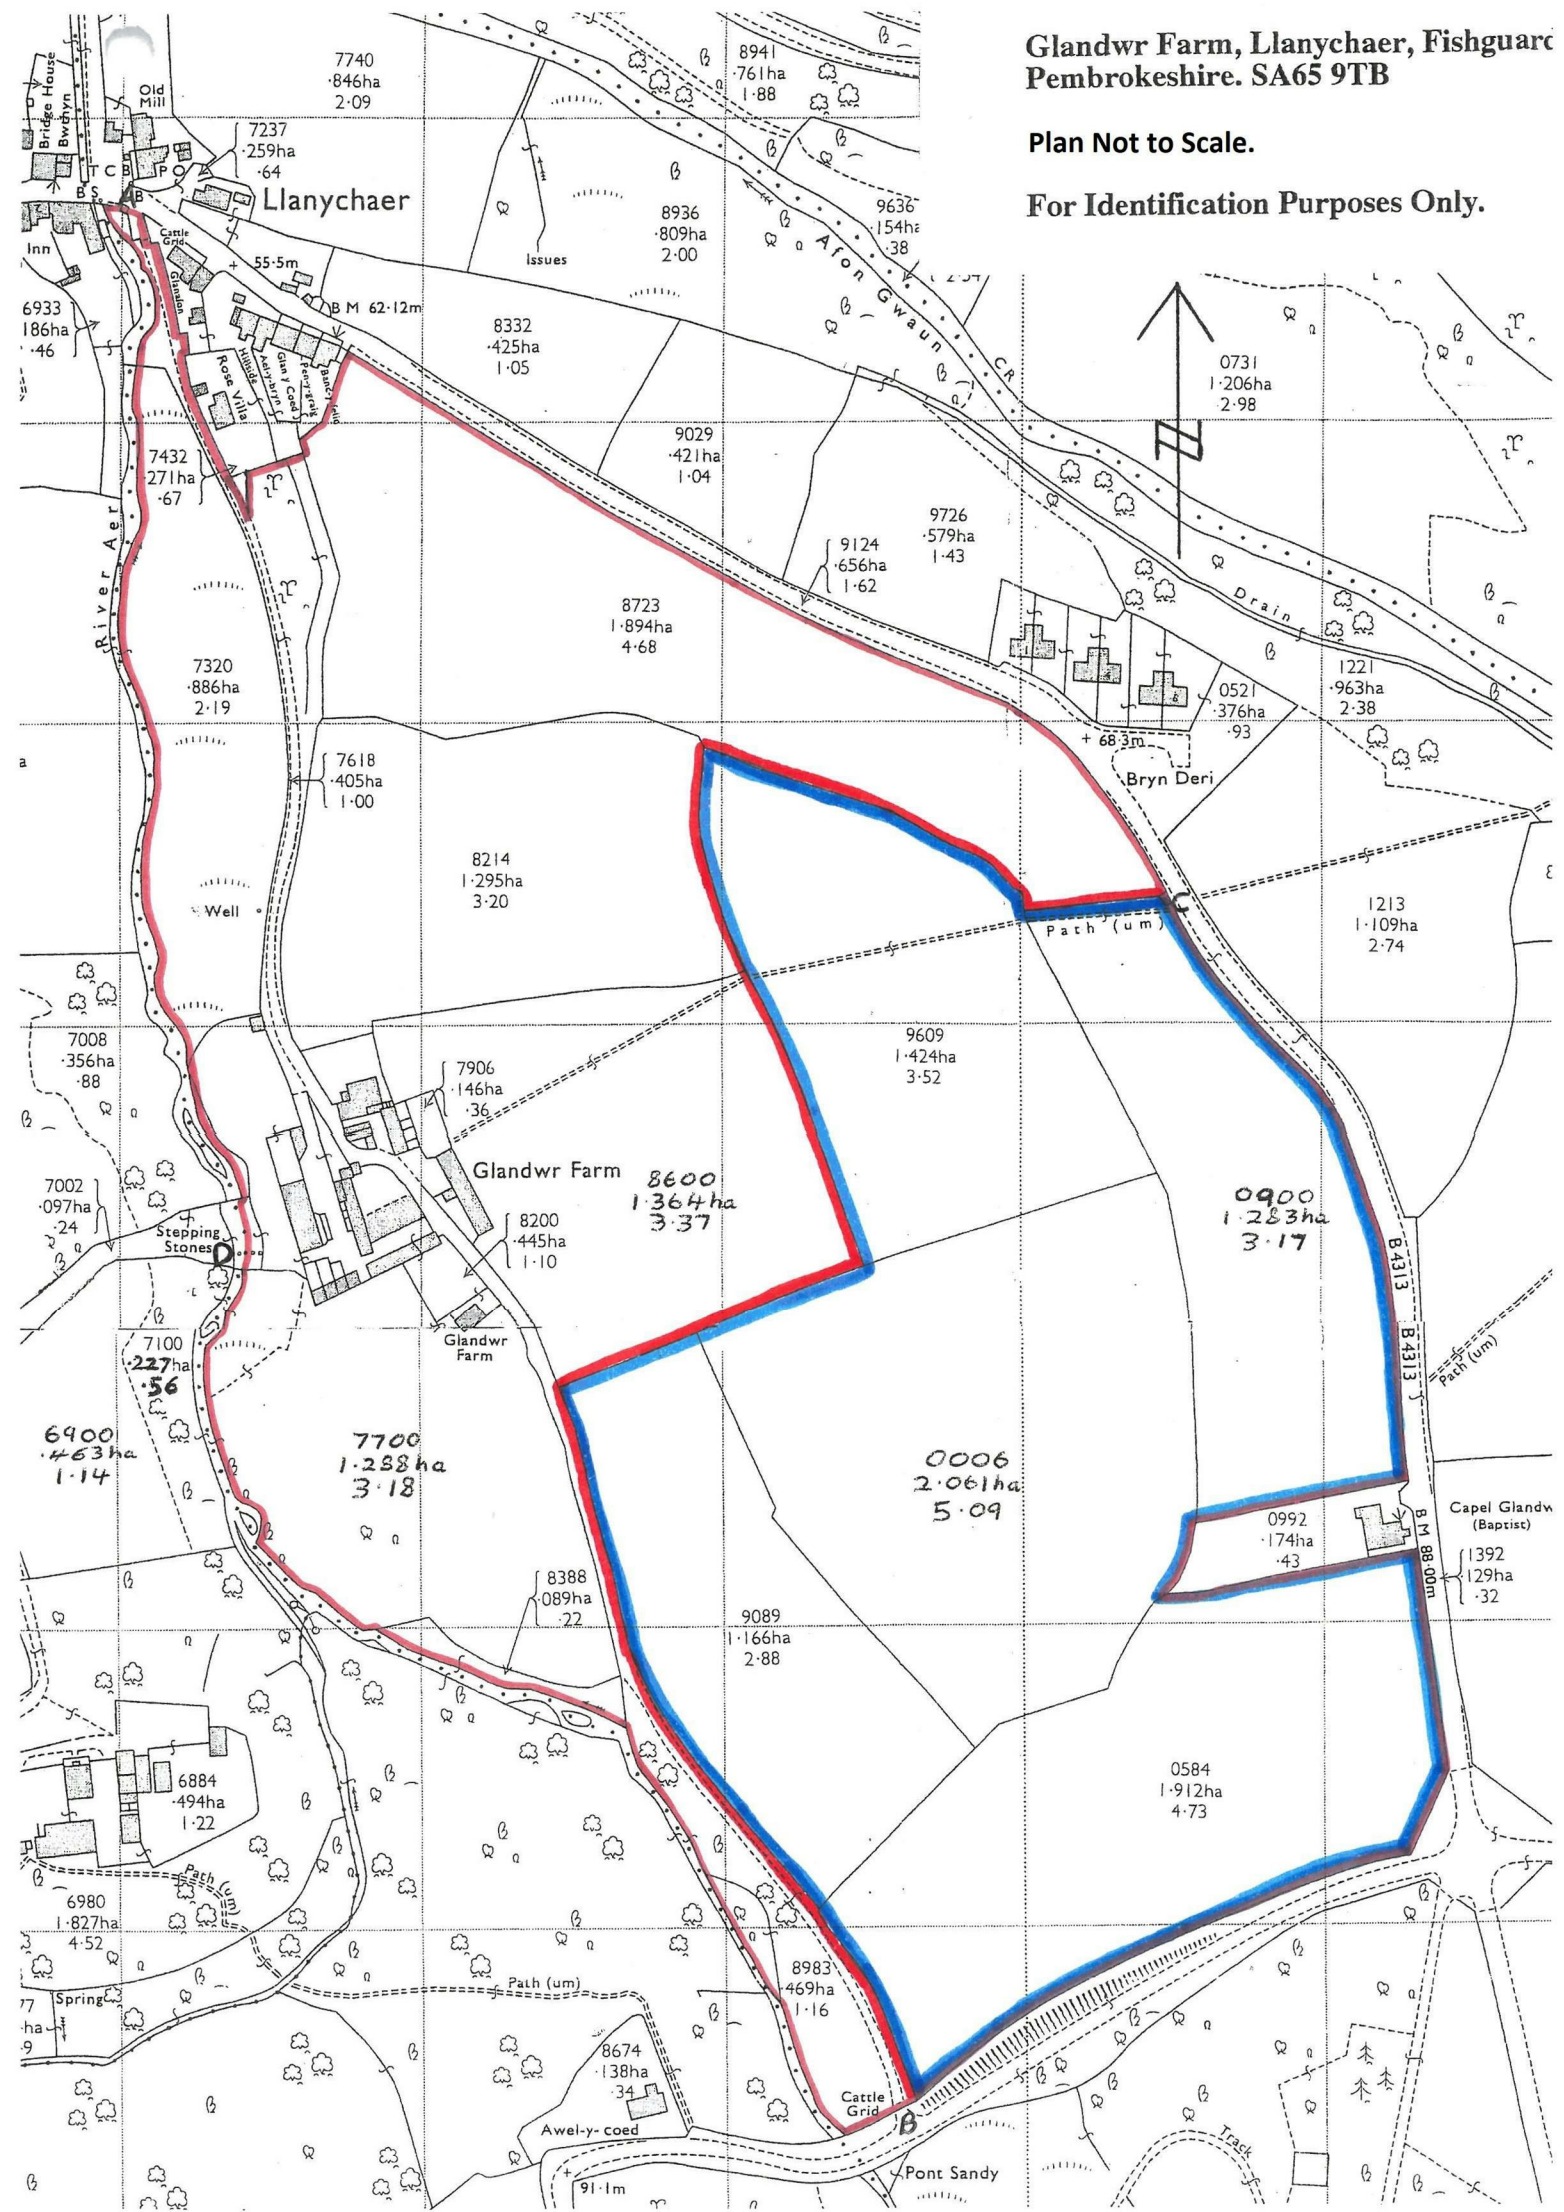 Glandwr Farm, Llanychaer, Fishguard
Pembrokeshire. SA65 9TB
Plan Not to Scale.
For Identification Purposes Only.
7740
·846ha
2·09
8941
·761ha
1·88
Bridge House
Bwthyn
Old
Mill
7237
·259ha
·64
T C B
P O
B S
A
B
Llanychaer
Inn
Cattle
Grid
Glanafon
+ 55·5m
B M 62·12m
Issues
8936
·809ha
2·00
9636
·154ha
·38
Afon Gwaun
CR
6933
186ha
·46
8332
·425ha
1·05
0731
1·206ha
2·98
N
Rose Villa
Hillside
Ael-y-bryn
Glan y Coed
Pen-y-graig
7432
·271ha
·67
9029
·421ha
1·04
9726
·579ha
1·43
9124
·656ha
1·62
River Aer
8723
1·894ha
4·68
7320
·886ha
2·19
Drain
1221
·963ha
2·38
0521
·376ha
·93
+ 68·3m
Bryn Deri
a
7618
·405ha
1·00
8214
1·295ha
3·20
Well
C
Path (um)
1213
1·109ha
2·74
7008
·356ha
·88
9609
1·424ha
3·52
7906
·146ha
·36
Glandwr Farm
8600
1·364ha
3·37
0900
1·283ha
3·17
7002
·097ha
·24
Stepping
Stones
D
8200
·445ha
1·10
B4313
B4313
Path (um)
Glandwr
Farm
7100
·227ha
·56
6900
·463ha
1·14
7700
1·288ha
3·18
0006
2·061ha
5·09
0992
·174ha
·43
Capel Glandw
(Baptist)
B M 88·00m
1392
129ha
·32
8388
·089ha
·22
9089
1·166ha
2·88
6884
·494ha
1·22
0584
1·912ha
4·73
Path (um)
6980
1·827ha
4·52
Path (um)
8983
·469ha
1·16
77
·ha
9
Spring
8674
·138ha
·34
Cattle
Grid
B
Awel-y-coed
Track
Pont Sandy
+
91·1m